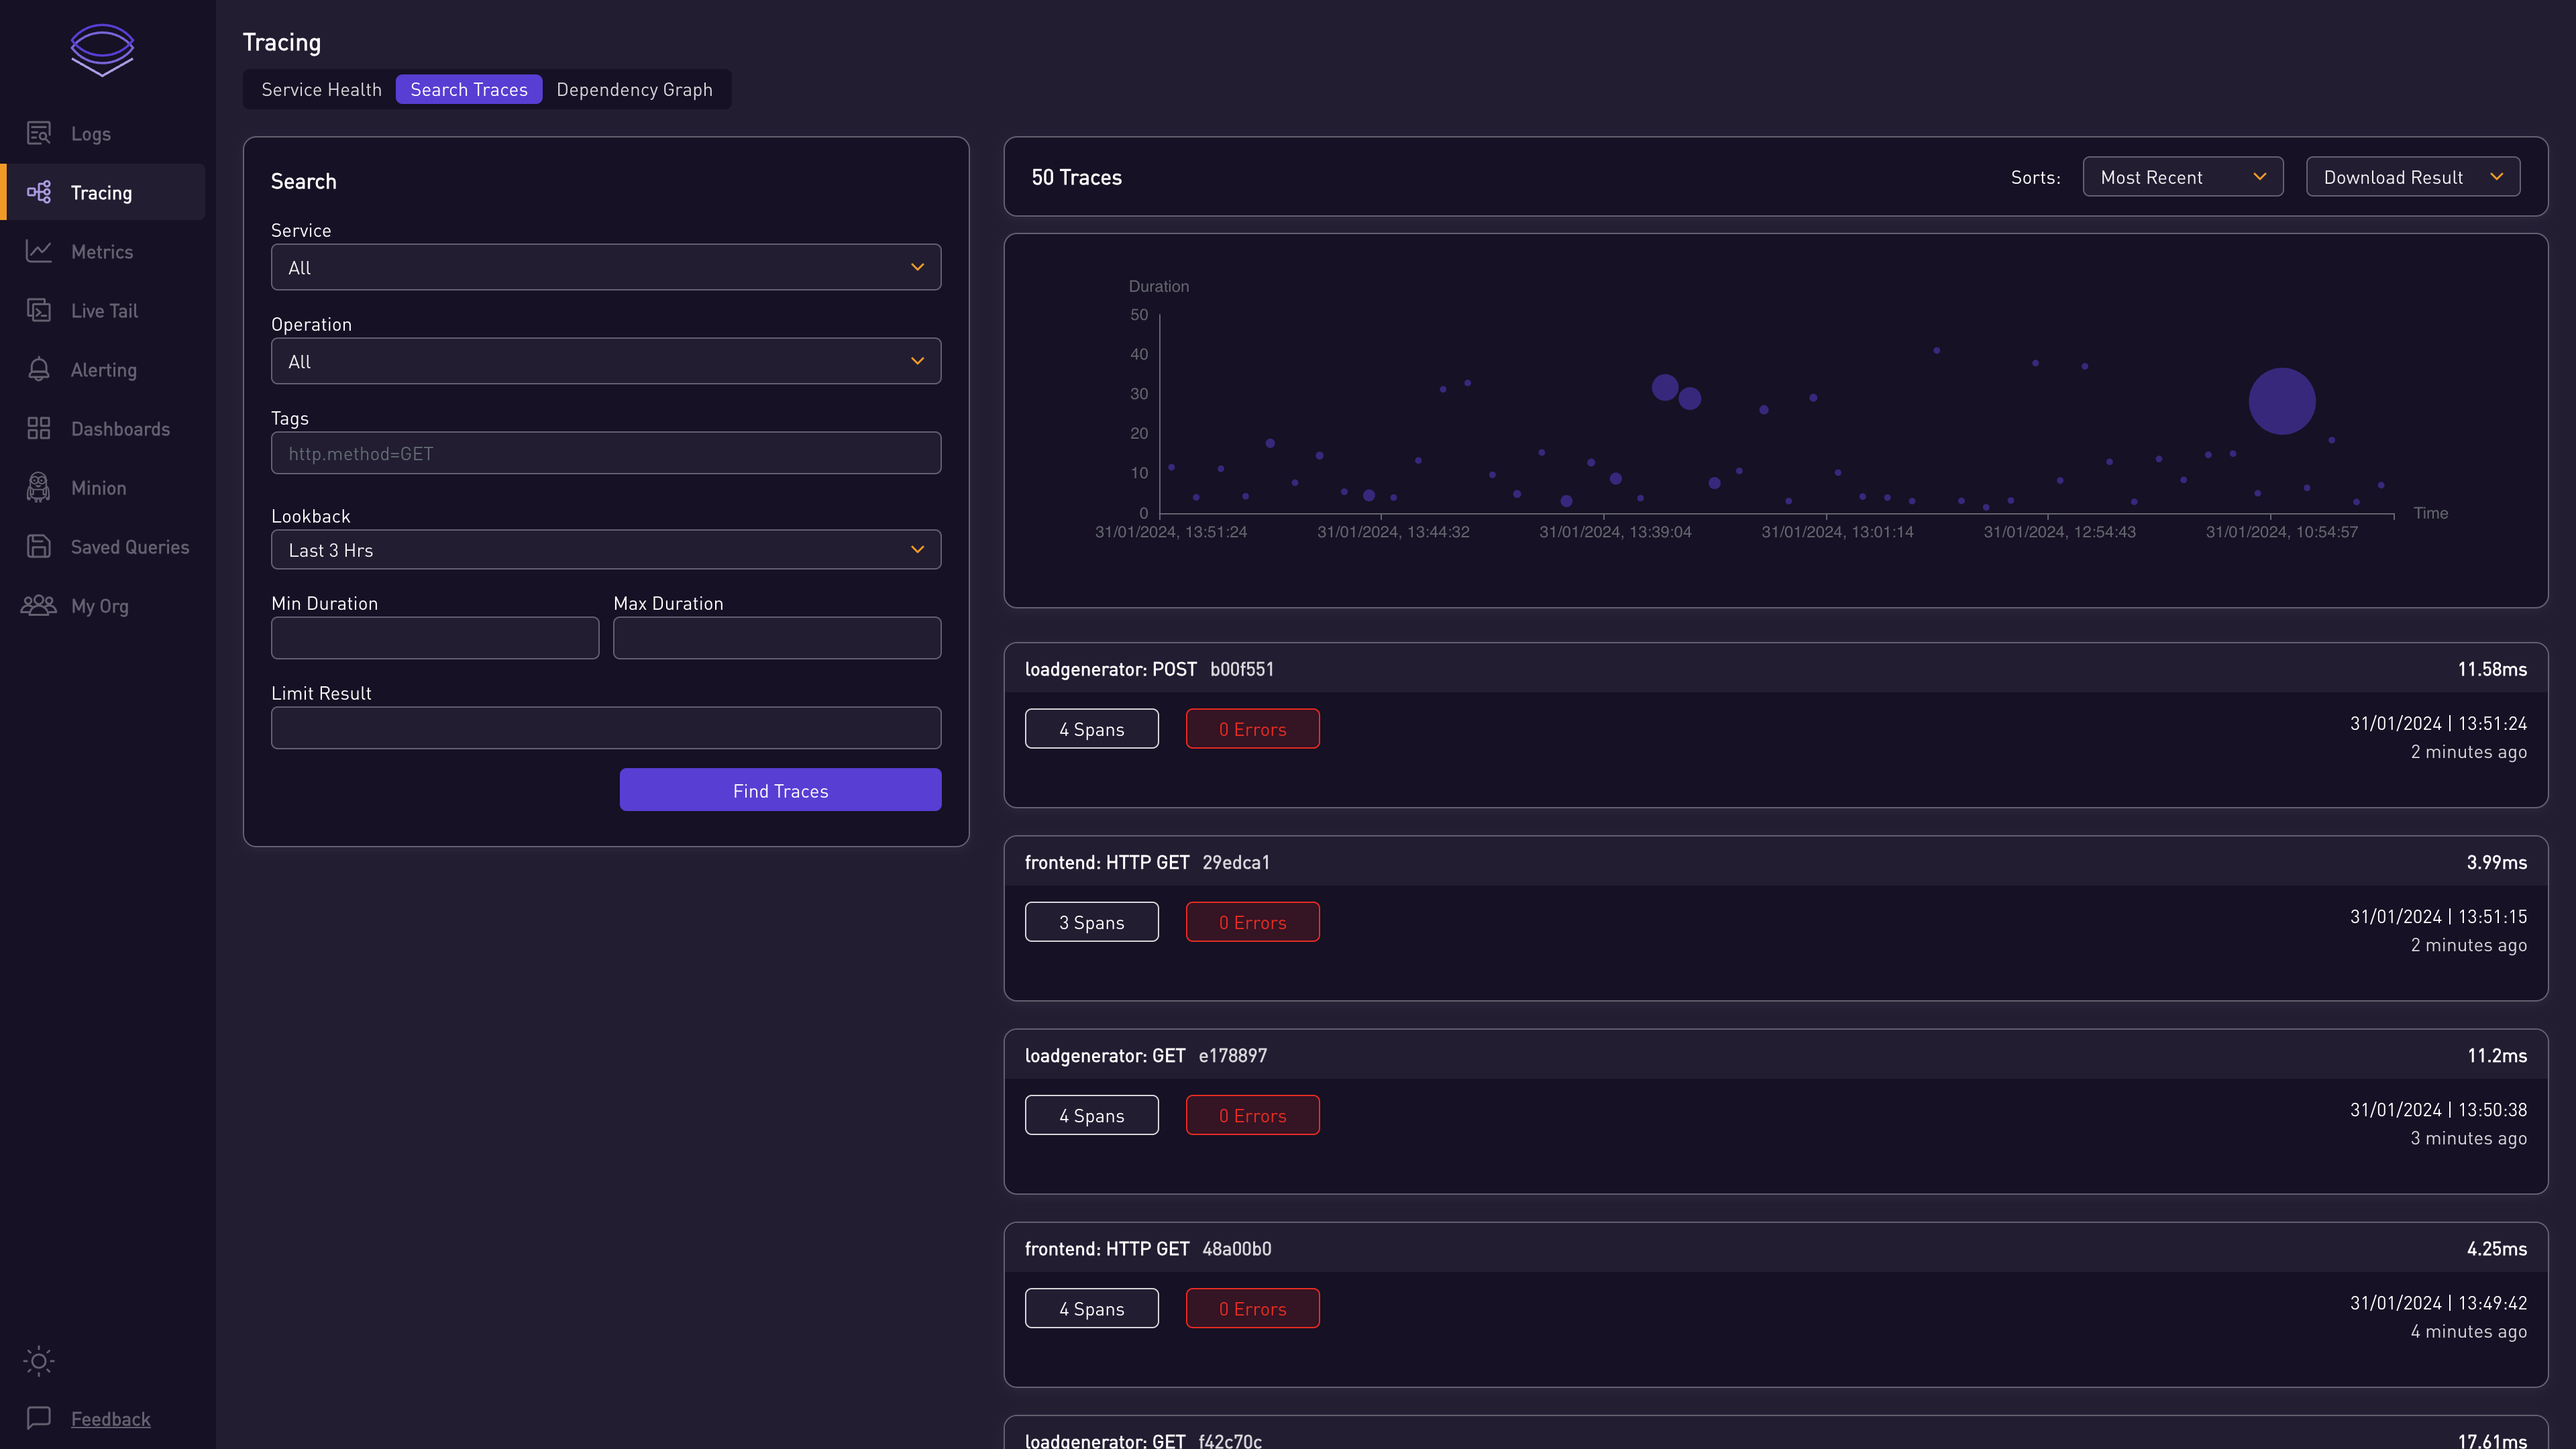 Tracing
Service Health Search Traces Dependency Graph
Logs
Tracing
Metrics
Live Tail
Alerting
Dashboards
Minion
Saved Queries
My Org
Feedback
Search
Service
All
Operation
All
Tags
http.method=GET
Lookback
Last 3 Hrs
Min Duration Max Duration
Limit Result
Find Traces
50 Traces Sorts: Most Recent Download Result
Duration
50
40
30
20
10
0
Time
31/01/2024, 13:51:24 31/01/2024, 13:44:32 31/01/2024, 13:39:04 31/01/2024, 13:01:14 31/01/2024, 12:54:43 31/01/2024, 10:54:57
loadgenerator: POST b00f551 11.58ms
4 Spans 0 Errors 31/01/2024 | 13:51:24
2 minutes ago
frontend: HTTP GET 29edca1 3.99ms
3 Spans 0 Errors 31/01/2024 | 13:51:15
2 minutes ago
loadgenerator: GET e178897 11.2ms
4 Spans 0 Errors 31/01/2024 | 13:50:38
3 minutes ago
frontend: HTTP GET 48a00b0 4.25ms
4 Spans 0 Errors 31/01/2024 | 13:49:42
4 minutes ago
loadgenerator: GET f42c70c 17.61ms